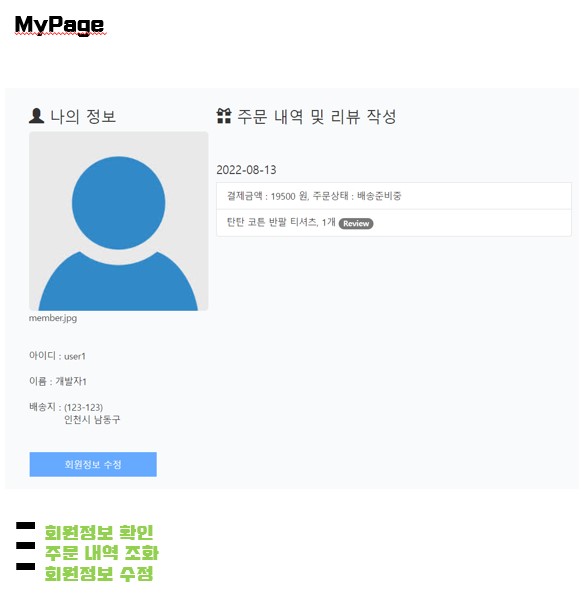 MyPage
나의 정보
주문 내역 및 리뷰 작성
2022-08-13
결제금액 : 19500 원, 주문상태 : 배송준비중
탄탄 코튼 반팔 티셔츠, 1개 Review
member.jpg
아이디 : user1
이름 : 개발자1
배송지 : (123-123)
인천시 남동구
회원정보 수정
회원정보 확인
주문 내역 조화
회원정보 수정